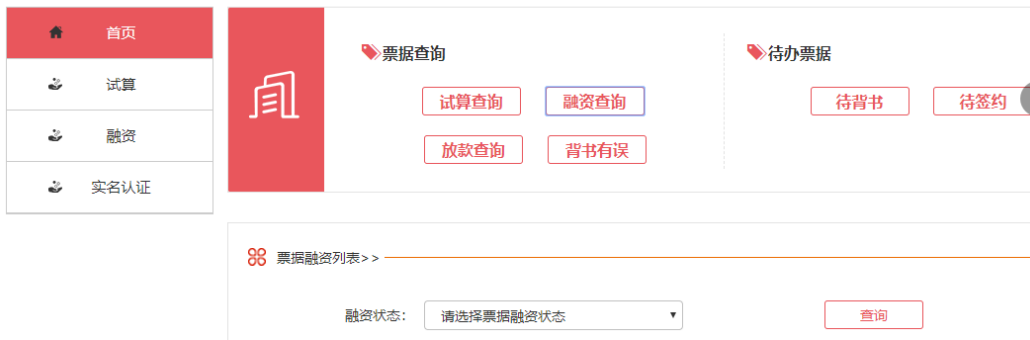 首页
试算
融资
实名认证
票据查询
试算查询
融资查询
放款查询
背书有误
待办票据
待背书
待签约
票据融资列表>>
融资状态:
请选择票据融资状态
查询